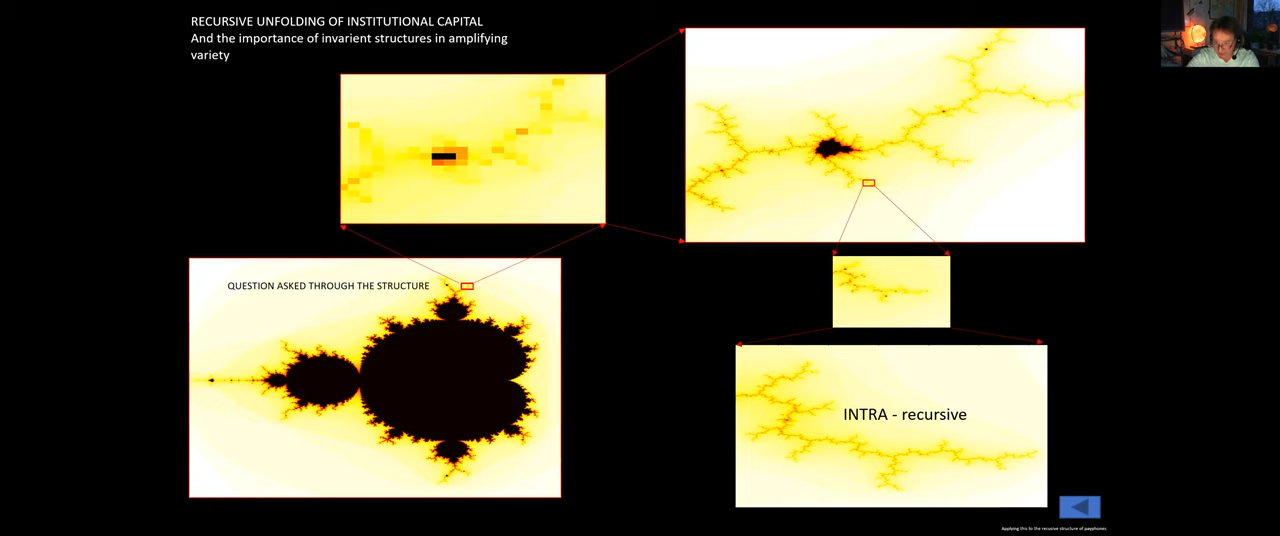 RECURSIVE UNFOLDING OF INSTITUTIONAL CAPITAL
And the importance of invarient structures in amplifying
variety
QUESTION ASKED THROUGH THE STRUCTURE
INTRA - recursive
Applying this to the recusive structure of payphones